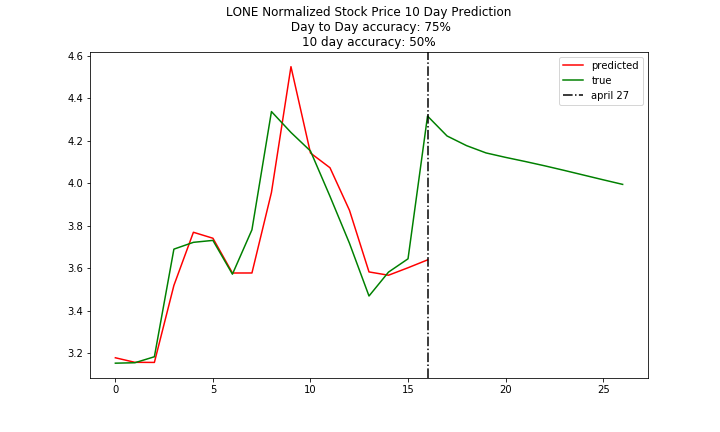 LONE Normalized Stock Price 10 Day Prediction
Day to Day accuracy: 75%
10 day accuracy: 50%
4.6
4.4
4.2
4.0
3.8
3.6
3.4
3.2
predicted
true
april 27
0
5
10
15
20
25